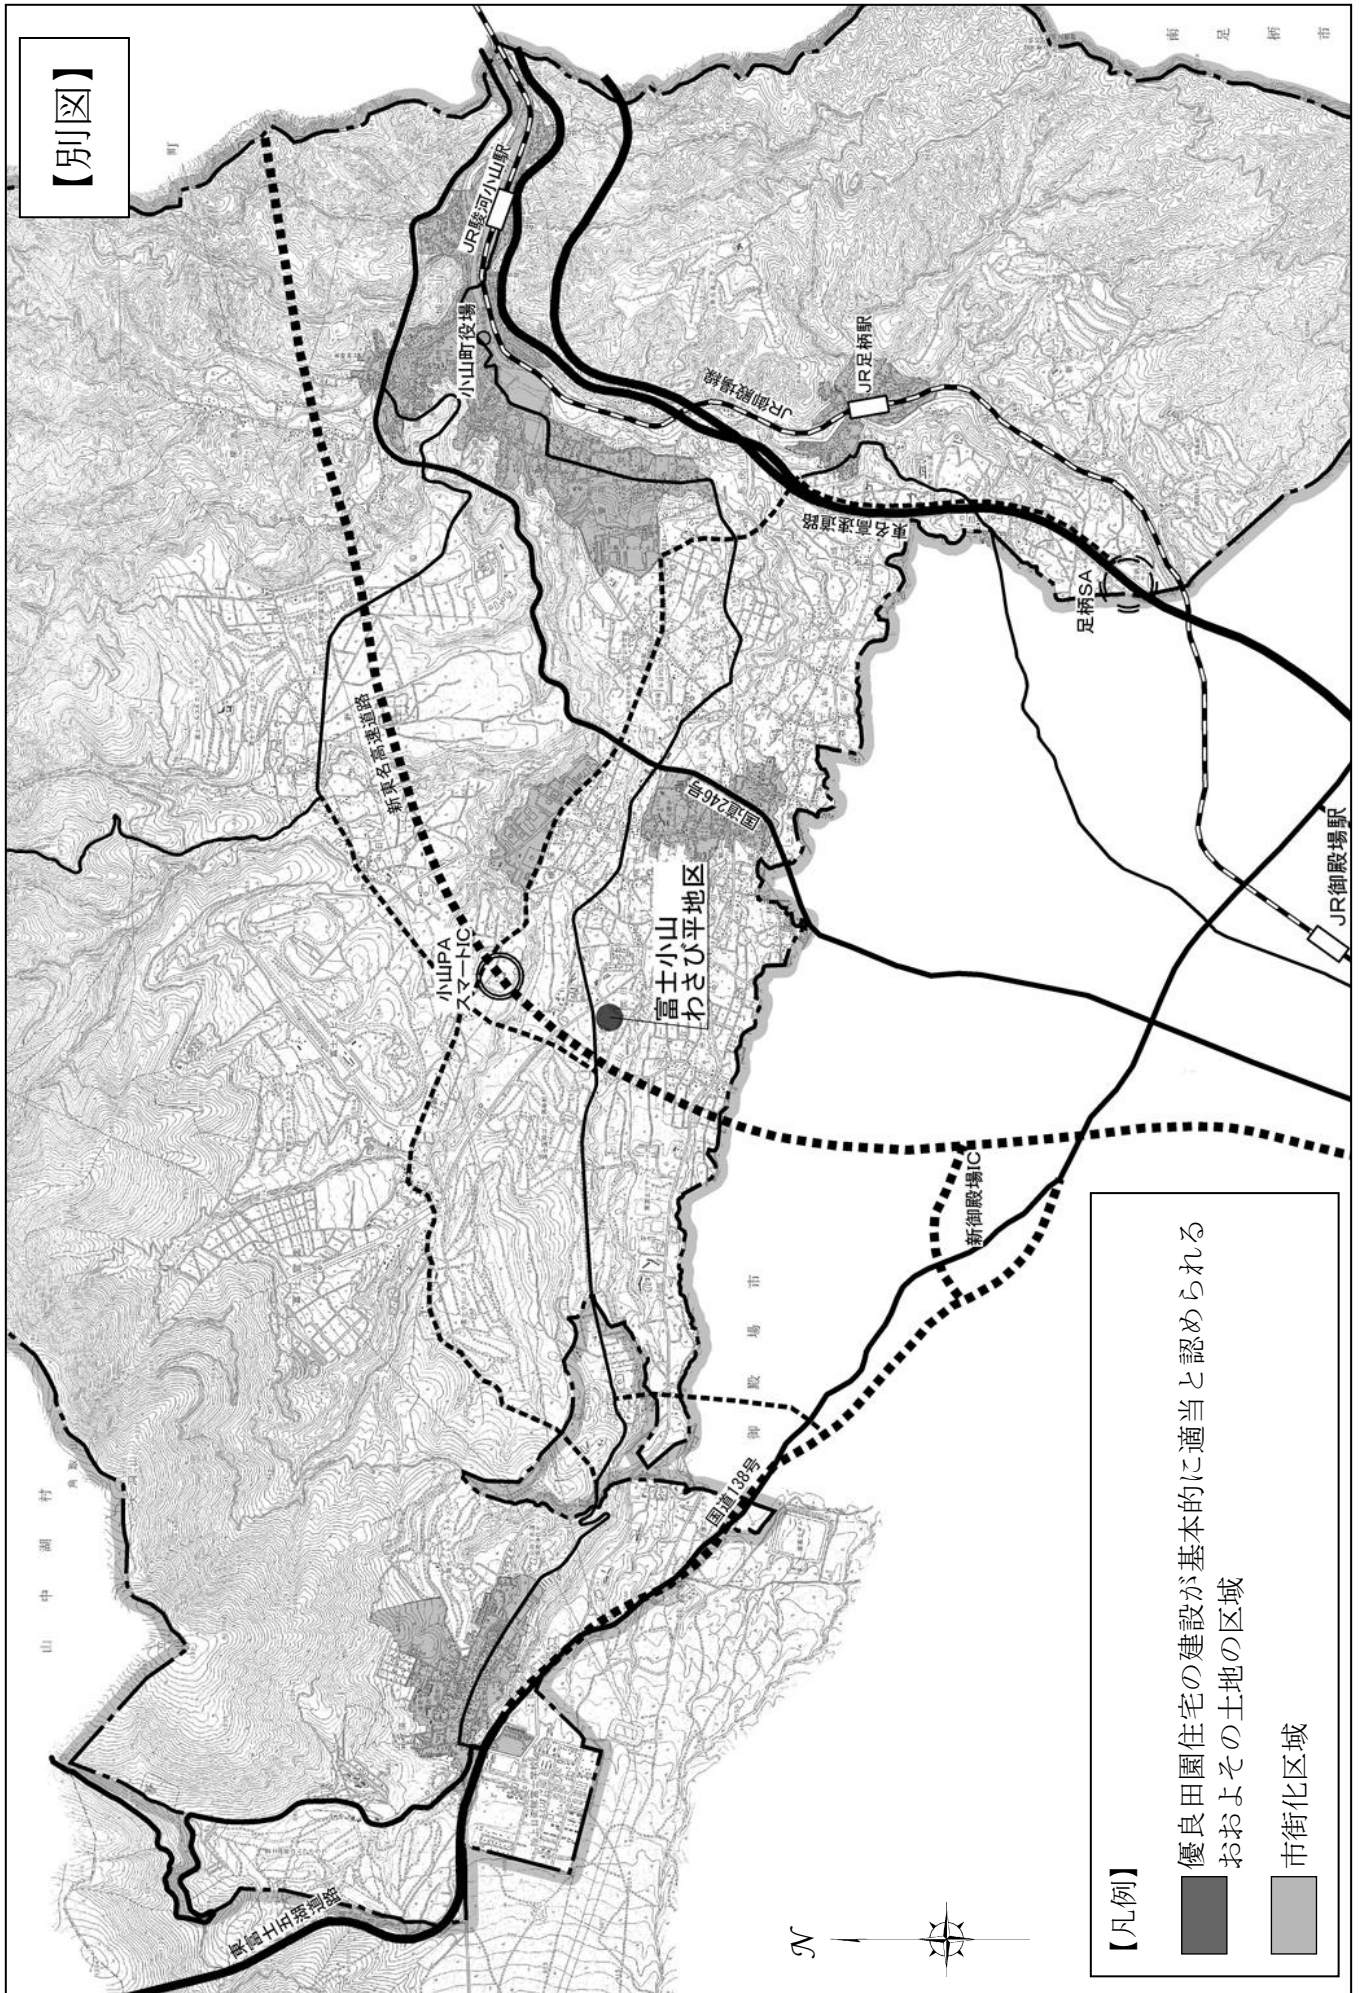 【別図】
南足柄市
町
JR駿河小山駅
小山町役場
JR御殿場線
JR足柄駅
東名高速道路
足柄SA
新東名高速道路
国道246号
小山PA
スマートIC
富士小山
わさび平地区
JR御殿場駅
新御殿場IC
御殿場市
国道138号
山中湖村
東富士五湖道路
N
【凡例】
優良田園住宅の建設が基本的に適当と認められる
おおよその土地の区域
市街化区域